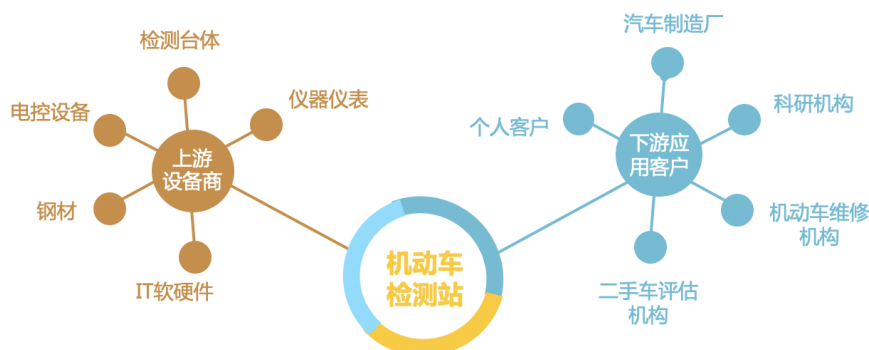 检测台体
电控设备
仪器仪表
上游
设备商
钢材
IT软硬件
机动车
检测站
汽车制造厂
个人客户
科研机构
下游应
用客户
机动车维修
机构
二手车评估
机构